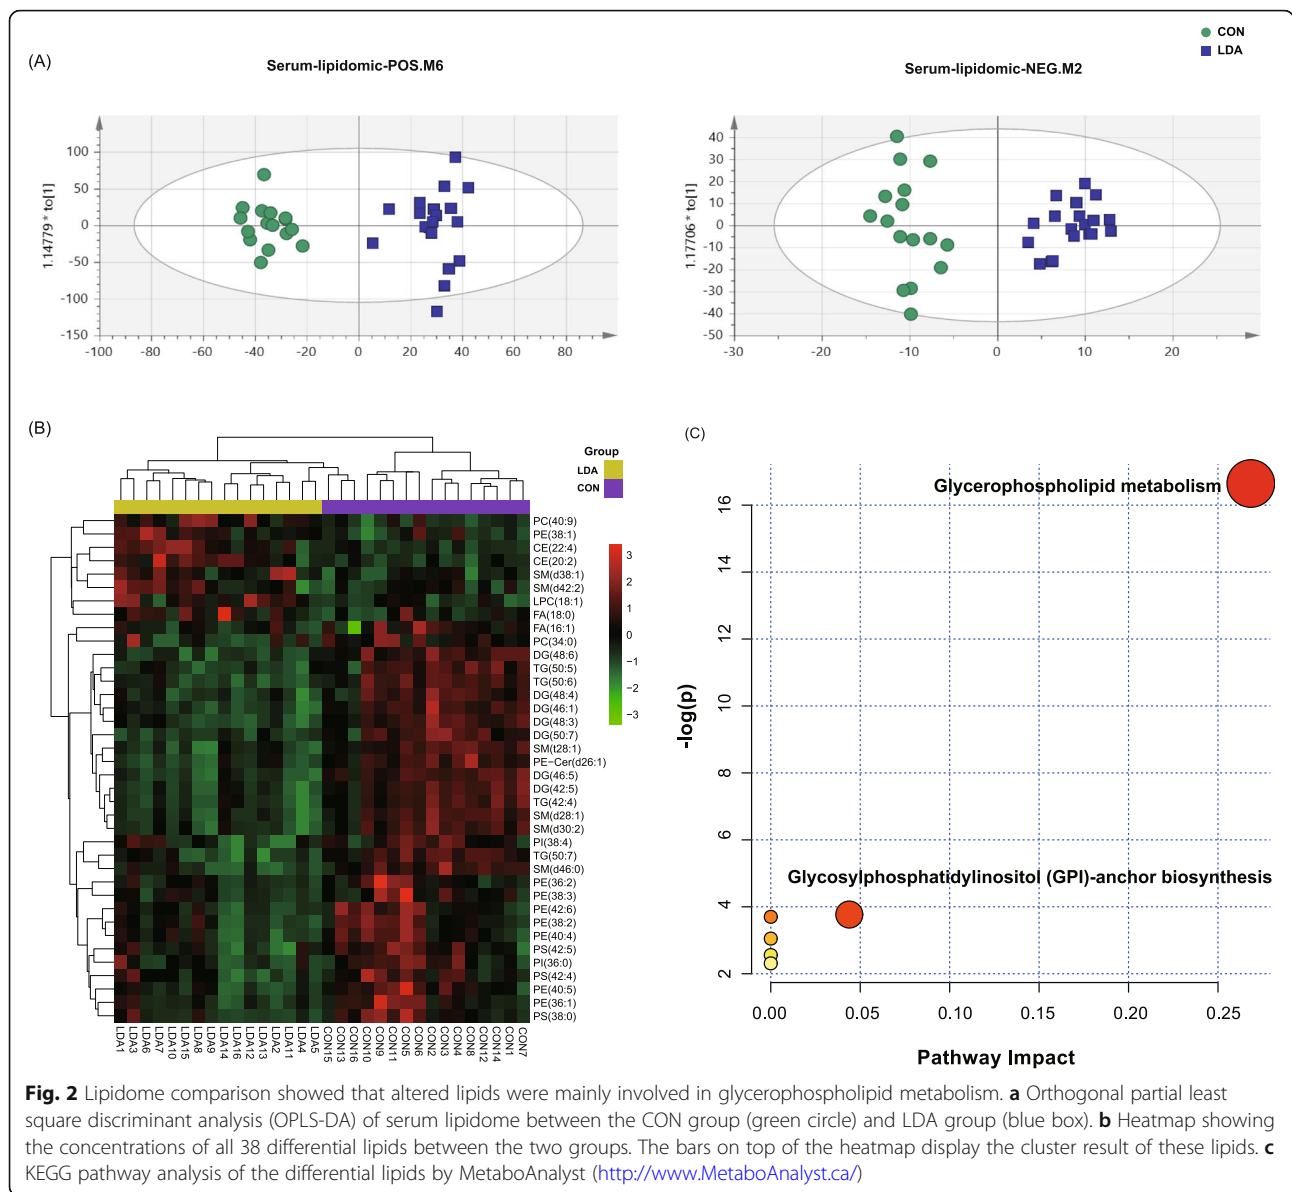 CON
LDA
(A)
Serum-lipidomic-POS.M6
Serum-lipidomic-NEG.M2
1.14779 * to[1]
100
50
0
-50
-100
-150
-100
-80
-60
-40
-20
0
20
40
60
80
1.17706 * to[1]
40
30
20
10
0
-10
-20
-30
-40
-50
-30
-20
-10
0
10
20
(B)
Group
LDA
CON
PC(40:9)
PE(38:1)
CE(22:4)
CE(20:2)
SM(d38:1)
SM(d42:2)
LPC(18:1)
FA(18:0)
FA(16:1)
PC(34:0)
DG(48:6)
TG(50:5)
TG(50:6)
DG(48:4)
DG(46:1)
DG(48:3)
DG(50:7)
SM(t28:1)
PE−Cer(d26:1)
DG(46:5)
DG(42:5)
TG(42:4)
SM(d28:1)
SM(d30:2)
PI(38:4)
TG(50:7)
SM(d46:0)
PE(36:2)
PE(38:3)
PE(42:6)
PE(38:2)
PE(40:4)
PS(42:5)
PI(36:0)
PS(42:4)
PE(40:5)
PE(36:1)
PS(38:0)
3
2
1
0
−1
−2
−3
LDA1
LDA3
LDA6
LDA7
LDA10
LDA15
LDA8
LDA9
LDA14
LDA16
LDA12
LDA13
LDA2
LDA11
LDA4
LDA5
CON15
CON13
CON16
CON10
CON9
CON11
CON5
CON6
CON2
CON3
CON4
CON8
CON12
CON14
CON1
CON7
(C)
Glycerophospholipid metabolism
Glycosylphosphatidylinositol (GPI)-anchor biosynthesis
-log(p)
16
14
12
10
8
6
4
2
0.00
0.05
0.10
0.15
0.20
0.25
Pathway Impact
Fig. 2 Lipidome comparison showed that altered lipids were mainly involved in glycerophospholipid metabolism. a Orthogonal partial least
square discriminant analysis (OPLS-DA) of serum lipidome between the CON group (green circle) and LDA group (blue box). b Heatmap showing
the concentrations of all 38 differential lipids between the two groups. The bars on top of the heatmap display the cluster result of these lipids. c
KEGG pathway analysis of the differential lipids by MetaboAnalyst (http://www.MetaboAnalyst.ca/)